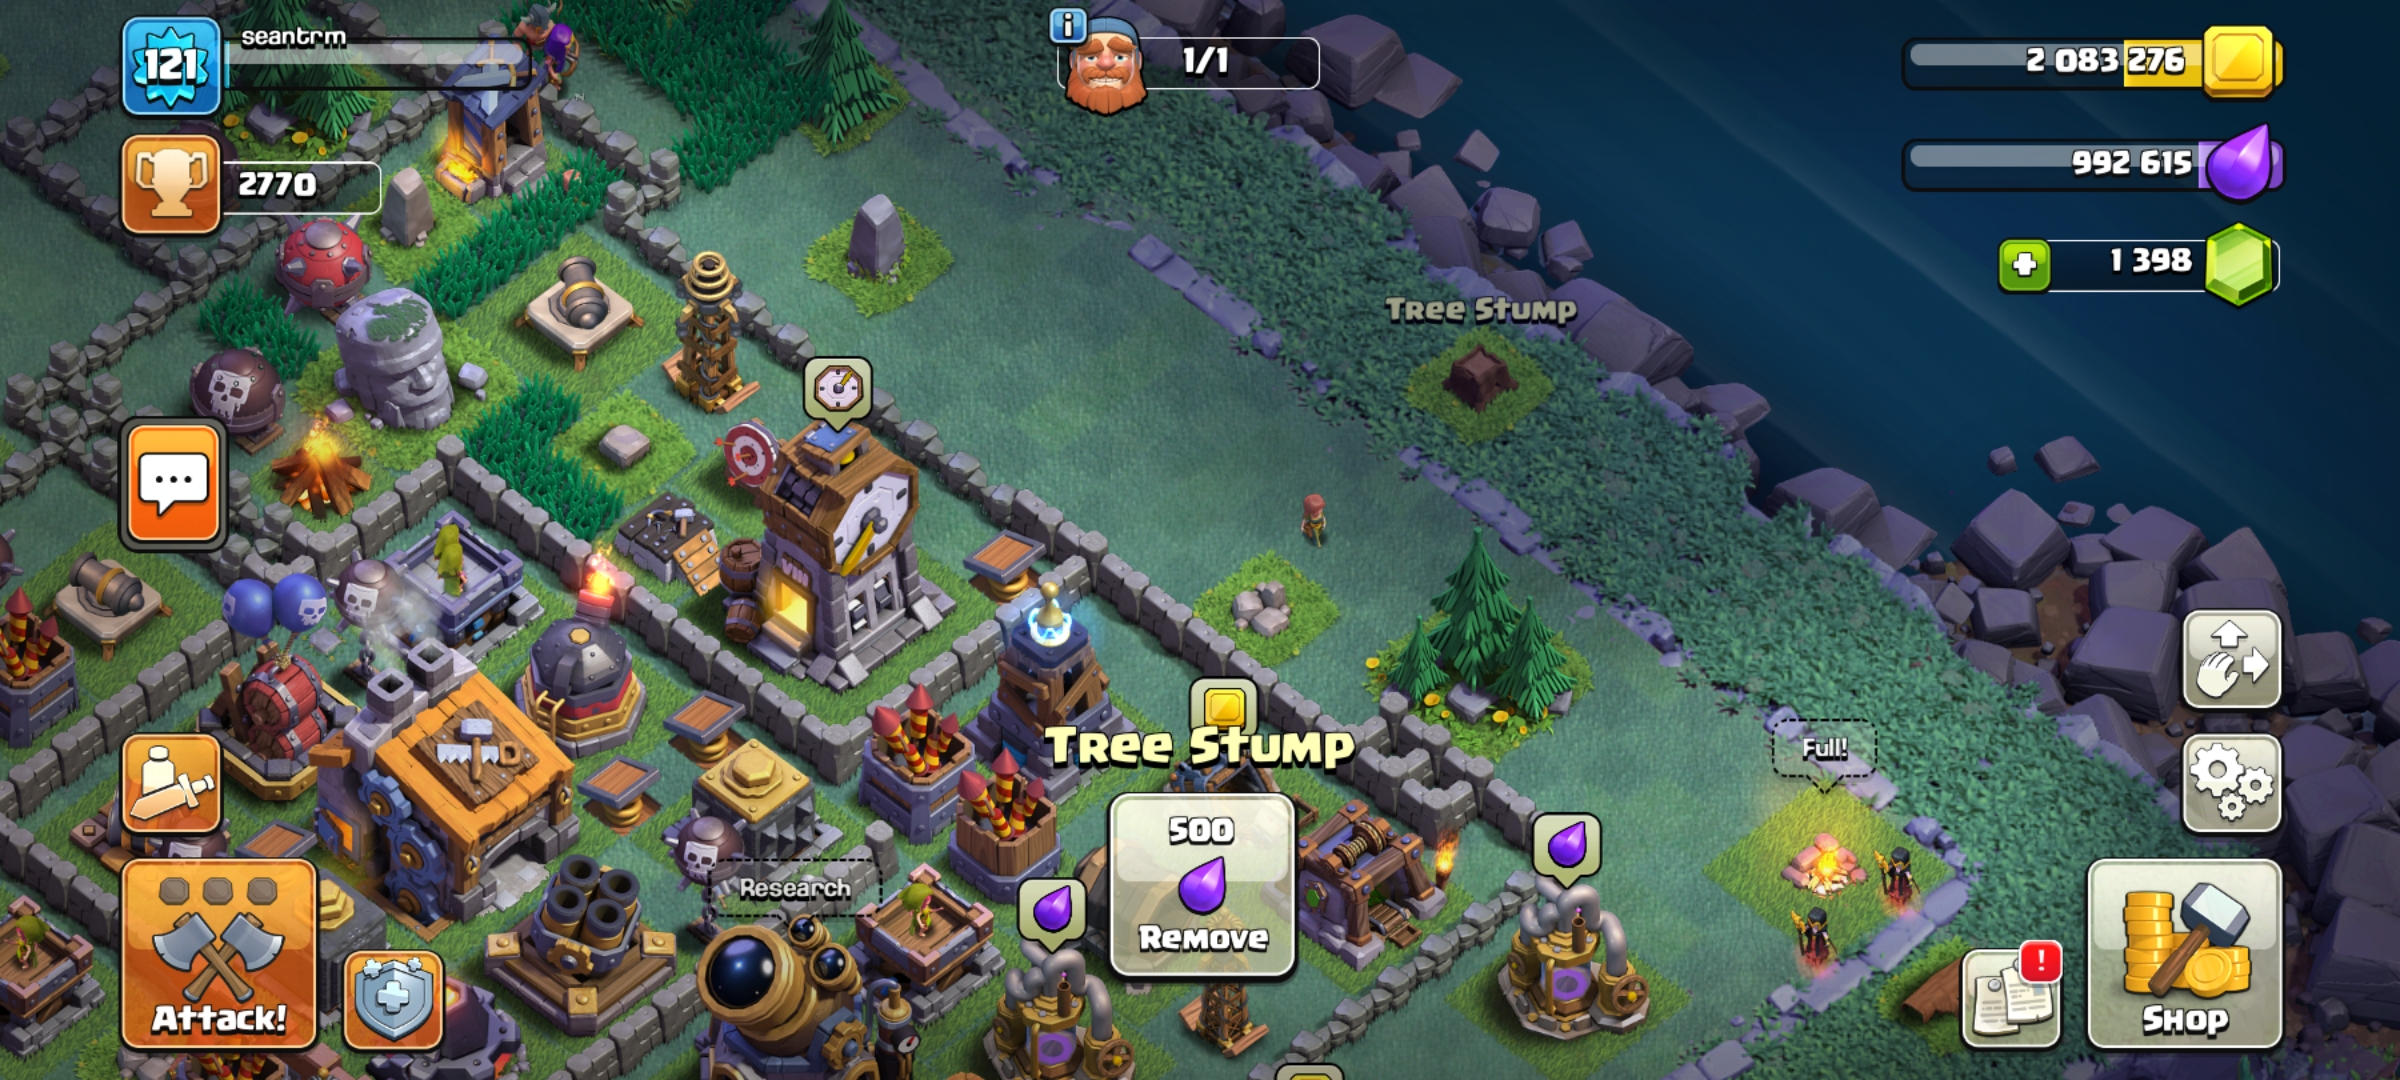 121
seantrm
1/1
2 083 276
2770
992 615
1 398
Tree Stump
VIII
Tree Stump
Full!
500
Remove
Research
Attack!
Shop